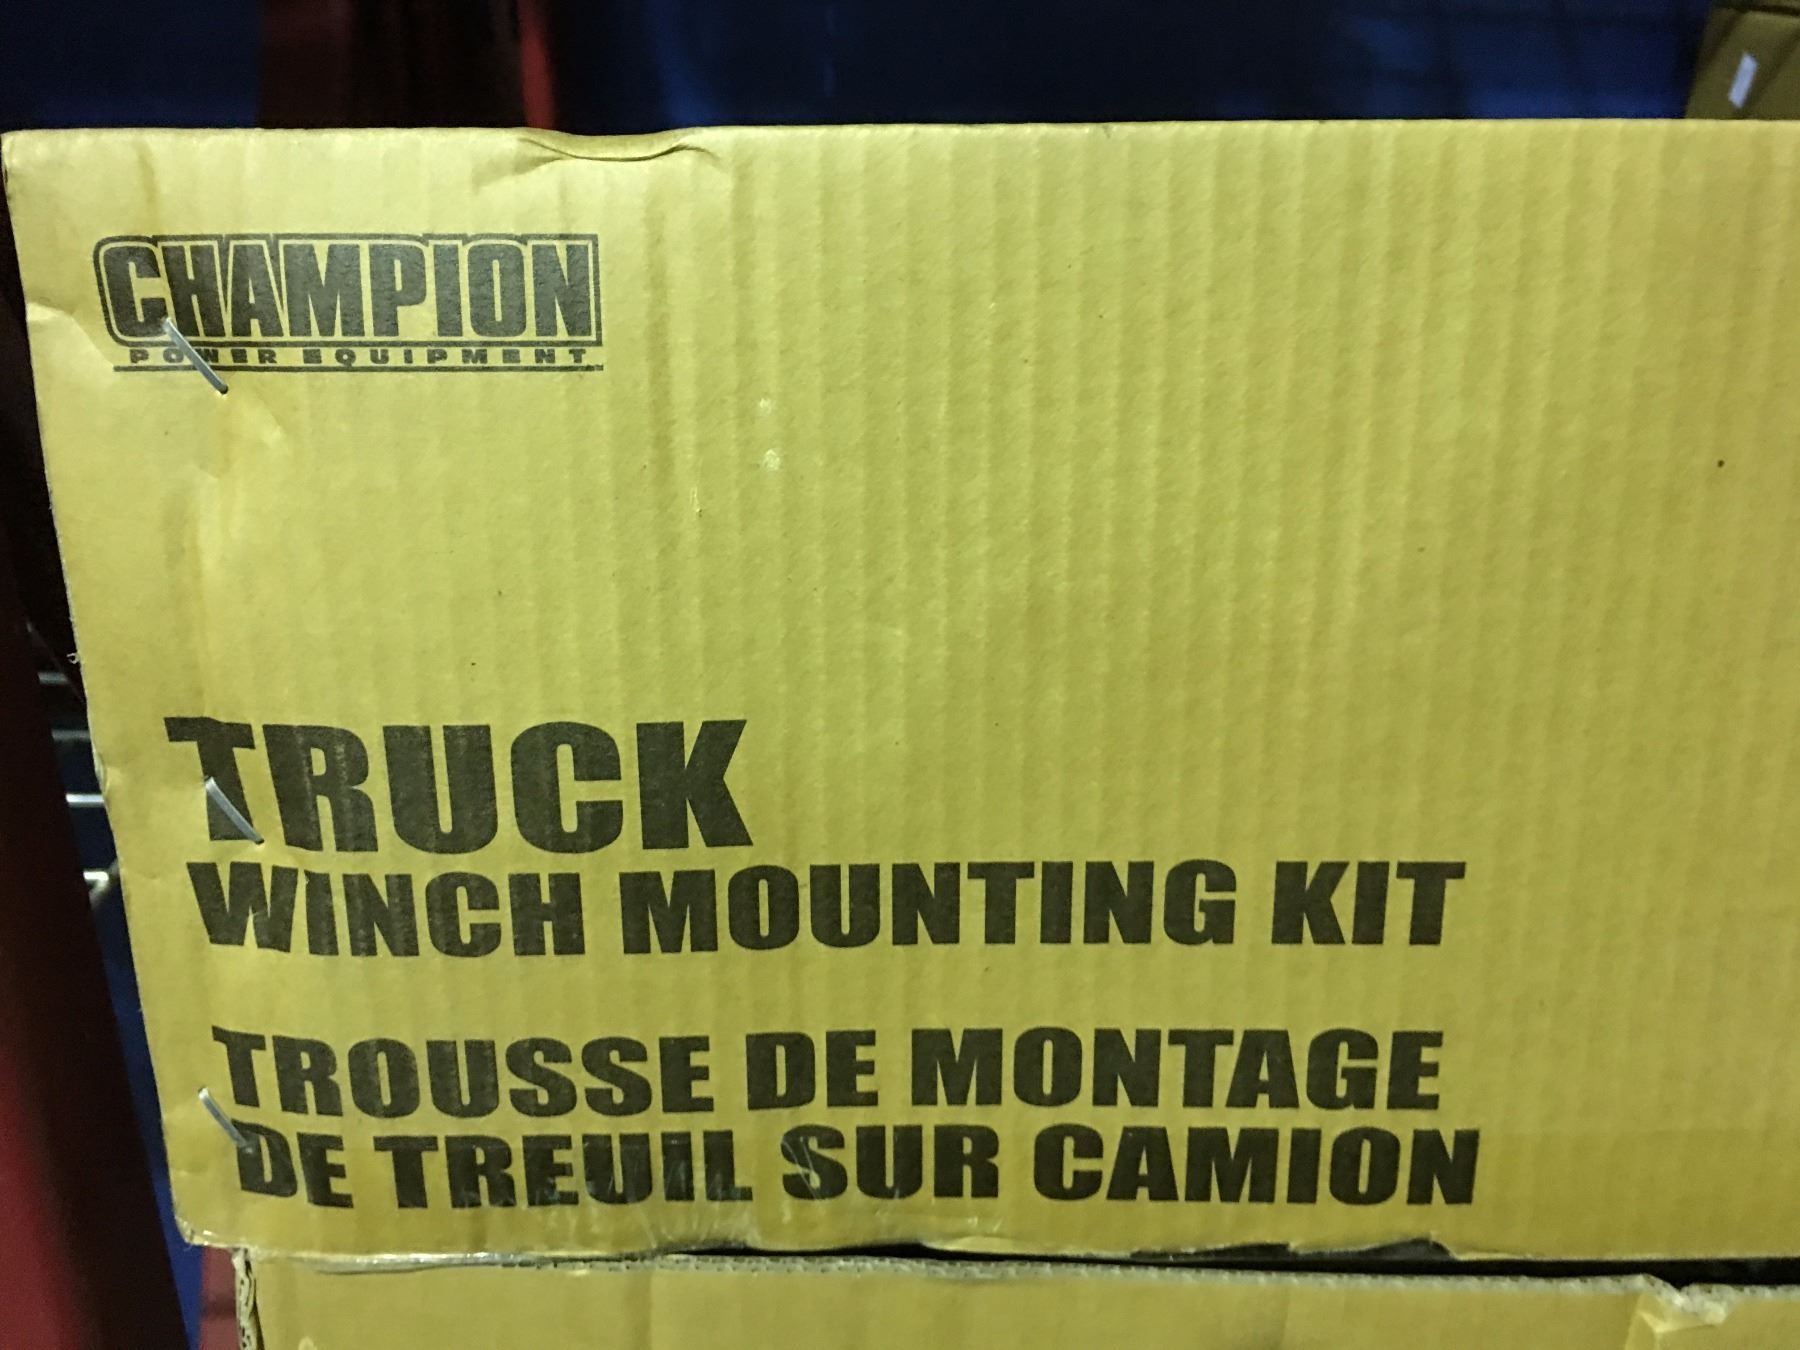 CHAMPION
POWER EQUIPMENT
TRUCK
WINCH MOUNTING KIT
TROUSSE DE MONTAGE
DE TREUIL SUR CAMION